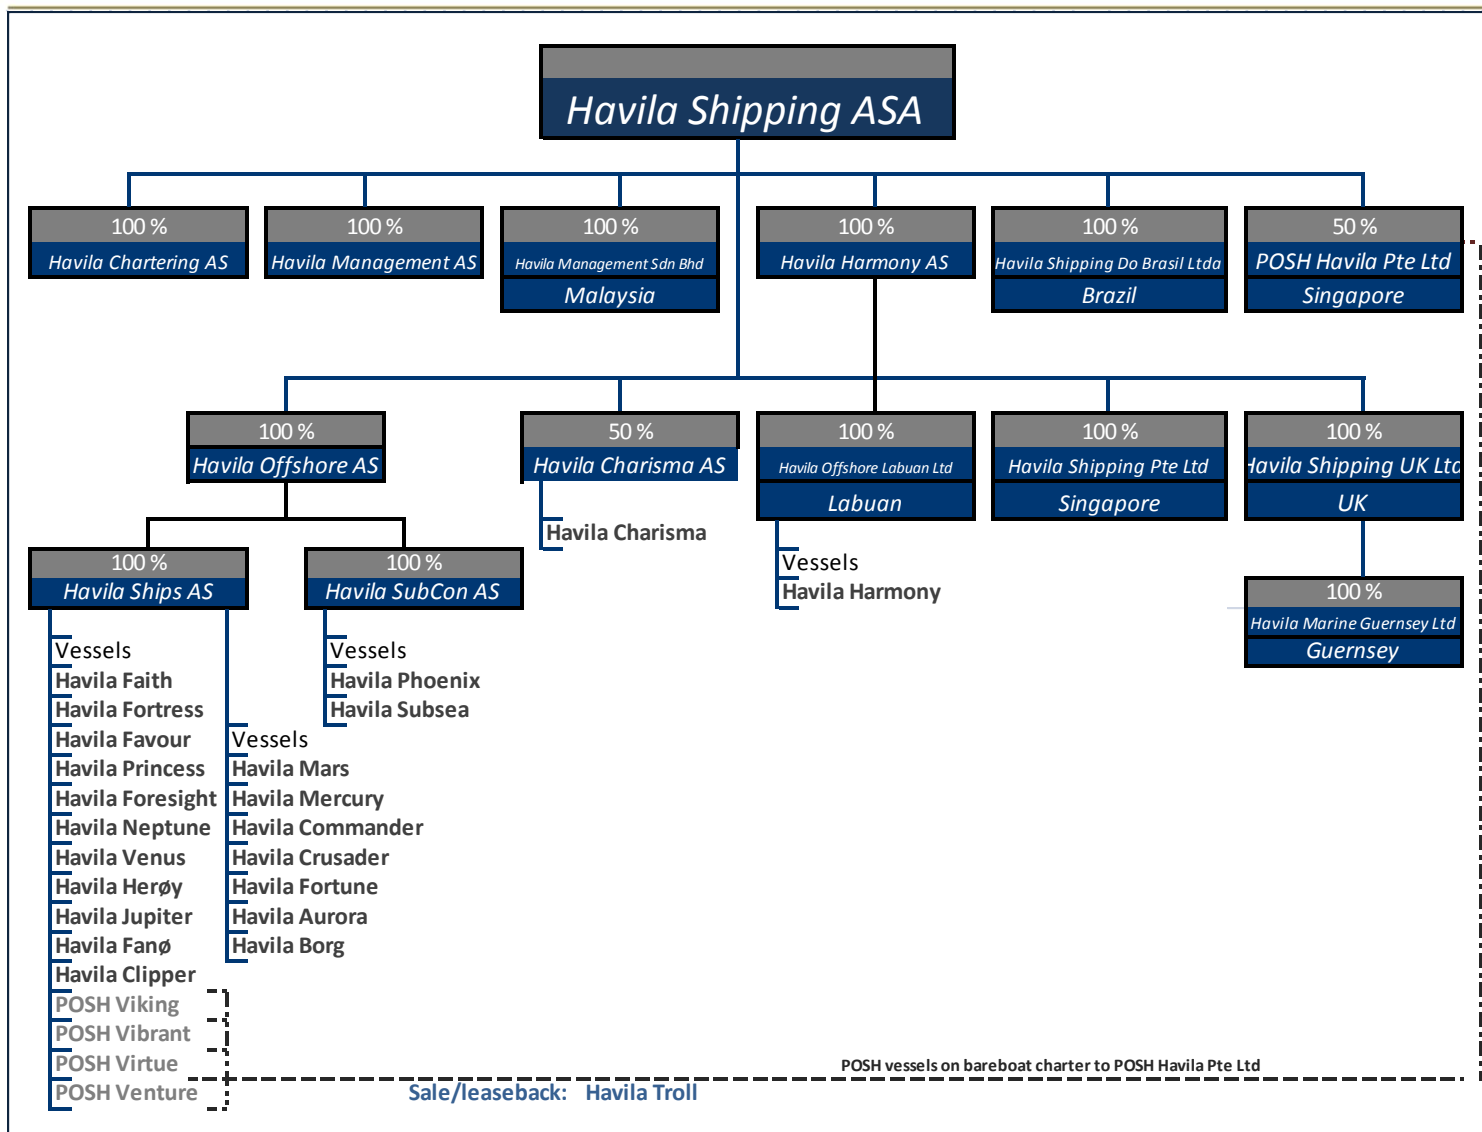 Havila Shipping ASA
100 %
Havila Chartering AS
100 %
Havila Management AS
100 %
Havila Management Sdn Bhd
Malaysia
100 %
Havila Harmony AS
100 %
Havila Shipping Do Brasil Ltda
Brazil
50 %
POSH Havila Pte Ltd
Singapore
100 %
Havila Offshore AS
50 %
Havila Charisma AS
Havila Charisma
100 %
Havila Offshore Labuan Ltd
Labuan
Vessels
Havila Harmony
100 %
Havila Shipping Pte Ltd
Singapore
100 %
Havila Shipping UK Ltd
UK
100 %
Havila Marine Guernsey Ltd
Guernsey
100 %
Havila Ships AS
Vessels
Havila Faith
Havila Fortress
Havila Favour
Havila Princess
Havila Foresight
Havila Neptune
Havila Venus
Havila Herøy
Havila Jupiter
Havila Fanø
Havila Clipper
POSH Viking
POSH Vibrant
POSH Virtue
POSH Venture
Vessels
Havila Mars
Havila Mercury
Havila Commander
Havila Crusader
Havila Fortune
Havila Aurora
Havila Borg
100 %
Havila SubCon AS
Vessels
Havila Phoenix
Havila Subsea
POSH vessels on bareboat charter to POSH Havila Pte Ltd
Sale/leaseback: Havila Troll